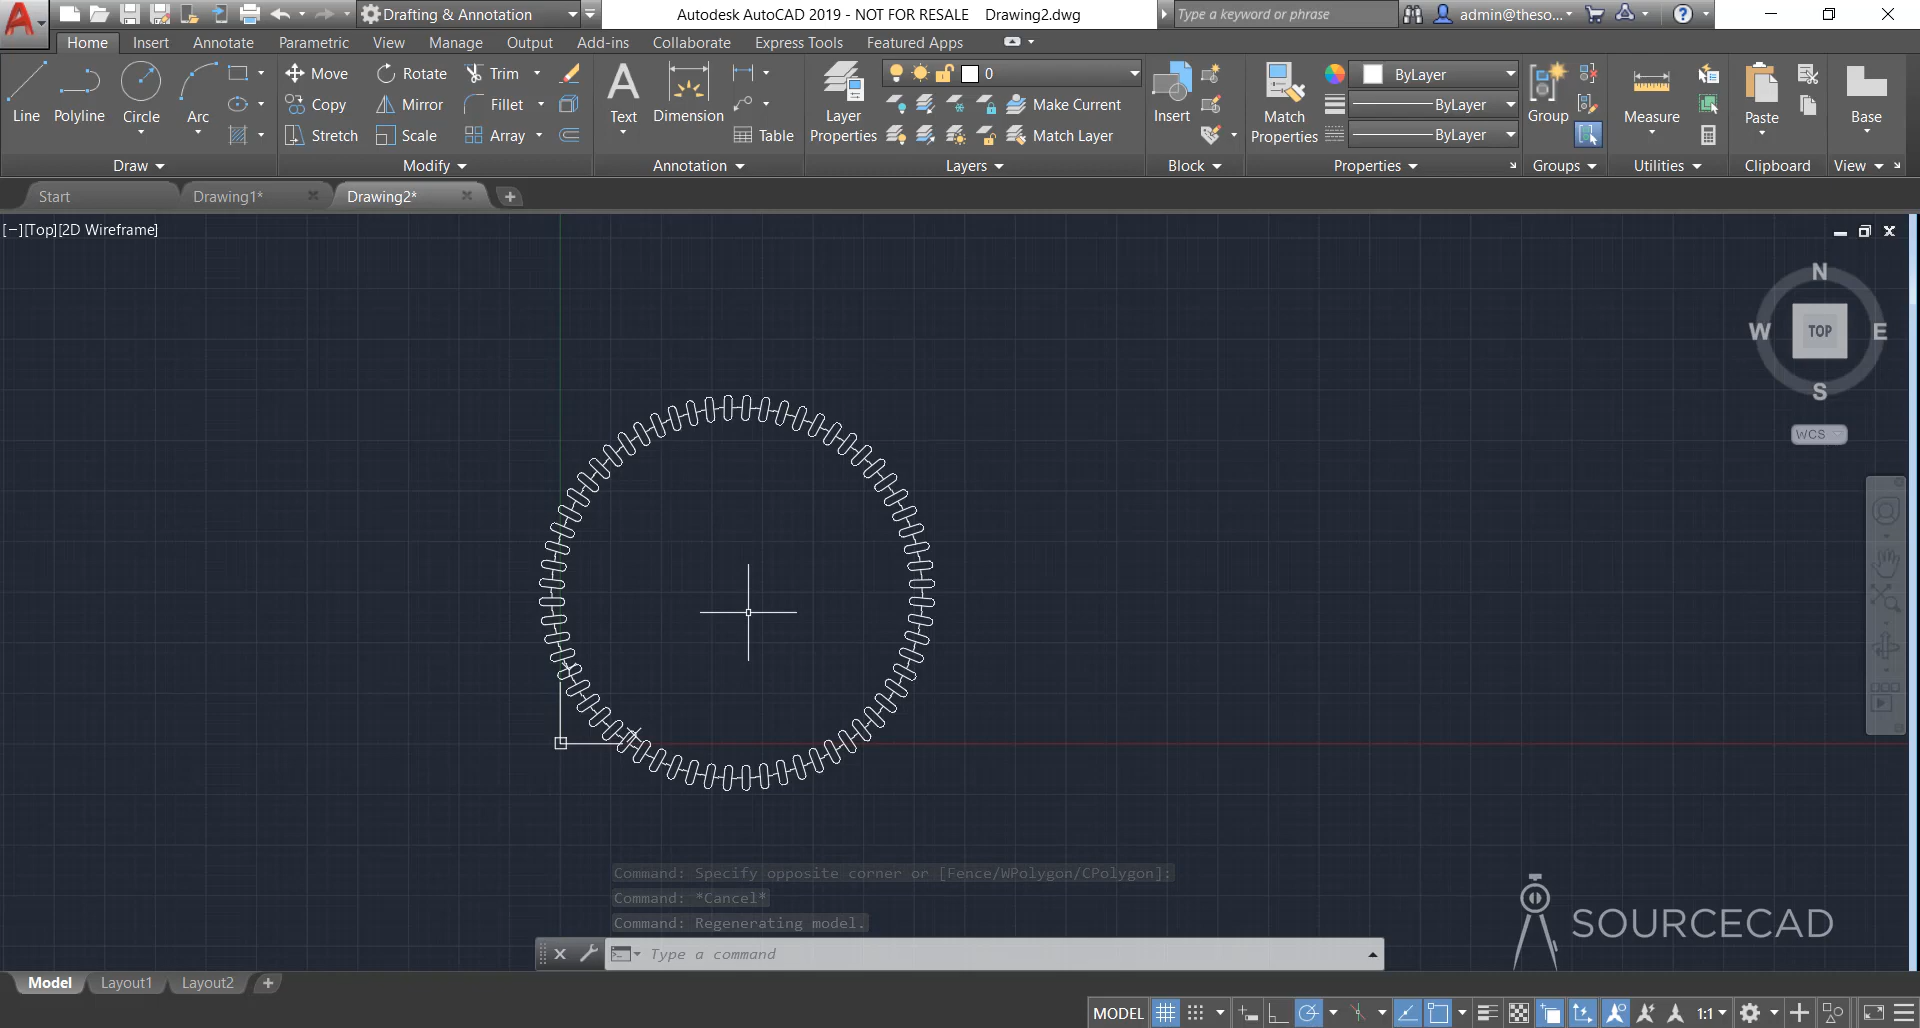 Drafting & Annotation
Autodesk AutoCAD 2019 - NOT FOR RESALE Drawing2.dwg
Type a keyword or phrase
admin@theso...
Home Insert Annotate Parametric View Manage Output Add-ins Collaborate Express Tools Featured Apps
Line Polyline Circle Arc
Move Rotate Trim
Copy Mirror Fillet
Stretch Scale Array
Text Dimension
Table
Layer Properties
0
Make Current
Match Layer
Insert
Match Properties
ByLayer
ByLayer
ByLayer
Group
Measure
Paste
Base
Draw Modify Annotation Layers Block Properties Groups Utilities Clipboard View
Start Drawing1* Drawing2*
[−][Top][2D Wireframe]
N
W TOP E
S
WCS
Command: Specify opposite corner or [Fence/WPolygon/CPolygon]:
Command: *Cancel*
Command: Regenerating model.
Type a command
SOURCECAD
Model Layout1 Layout2
MODEL 1:1